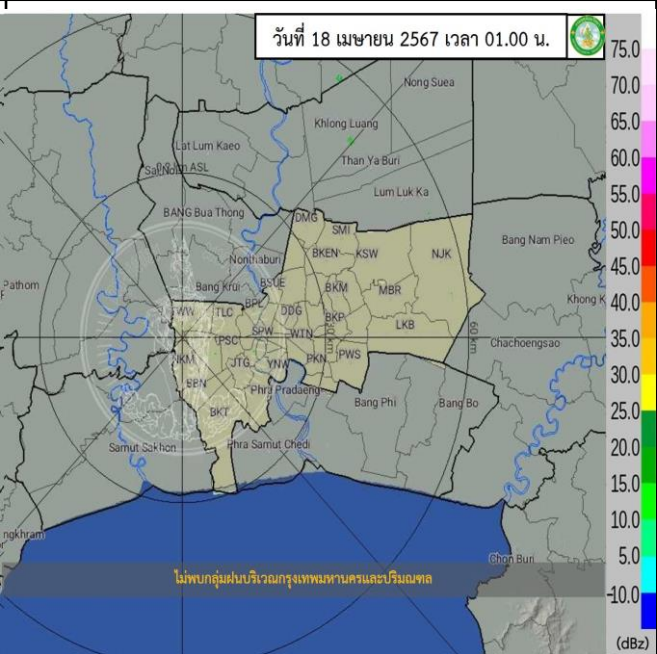 วันที่ 18 เมษายน 2567 เวลา 01.00 น.
75.0
70.0
65.0
60.0
55.0
50.0
45.0
40.0
35.0
30.0
25.0
20.0
15.0
10.0
5.0
-10.0
(dBz)
Nong Suea
Khlong Luang
Lat Lum Kaeo
Than Ya Buri
km ASL
Lum Luk Ka
BANG Bua Thong
DMG
SMI
Bang Nam Pieo
Nonthaburi
BKEN KSW
NJK
Pathom
Bang Krui
BSUE
BKM
MBR
Khong K
TLC
BPL
DDG
BKP
LKB
PSC
SPW
WTN
30 km
60 km
Chachoengsao
JTG
YNW
PKN
PWS
BBN
Phra Pradaeng
Bang Phi
Bang Bo
BKT
Samut Sakhon
Phra Samut Chedi
ngkhram
Chon Buri
ไม่พบกลุ่มฝนบริเวณกรุงเทพมหานครและปริมณฑล